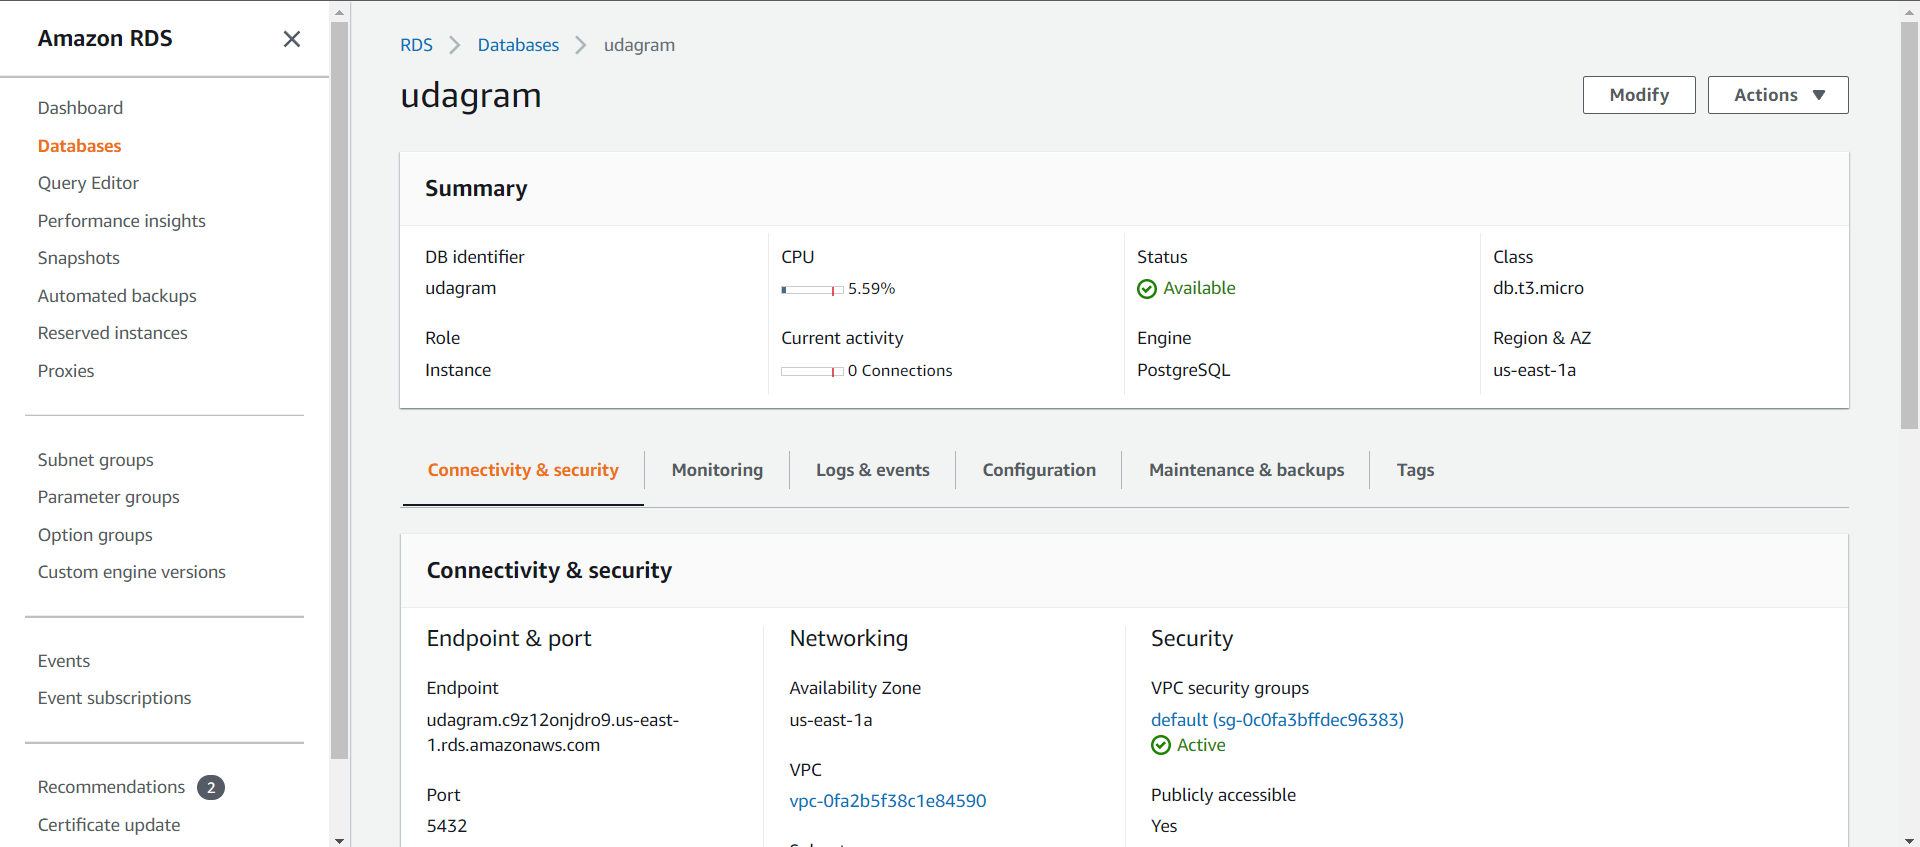 Amazon RDS
Dashboard
Databases
Query Editor
Performance insights
Snapshots
Automated backups
Reserved instances
Proxies
Subnet groups
Parameter groups
Option groups
Custom engine versions
Events
Event subscriptions
Recommendations 2
Certificate update
RDS > Databases > udagram
udagram
Modify
Actions
Summary
DB identifier
udagram
CPU
5.59%
Status
Available
Class
db.t3.micro
Role
Instance
Current activity
0 Connections
Engine
PostgreSQL
Region & AZ
us-east-1a
Connectivity & security
Monitoring
Logs & events
Configuration
Maintenance & backups
Tags
Connectivity & security
Endpoint & port
Endpoint
udagram.c9z12onjdro9.us-east-
1.rds.amazonaws.com
Port
5432
Networking
Availability Zone
us-east-1a
VPC
vpc-0fa2b5f38c1e84590
Security
VPC security groups
default (sg-0c0fa3bffdec96383)
Active
Publicly accessible
Yes